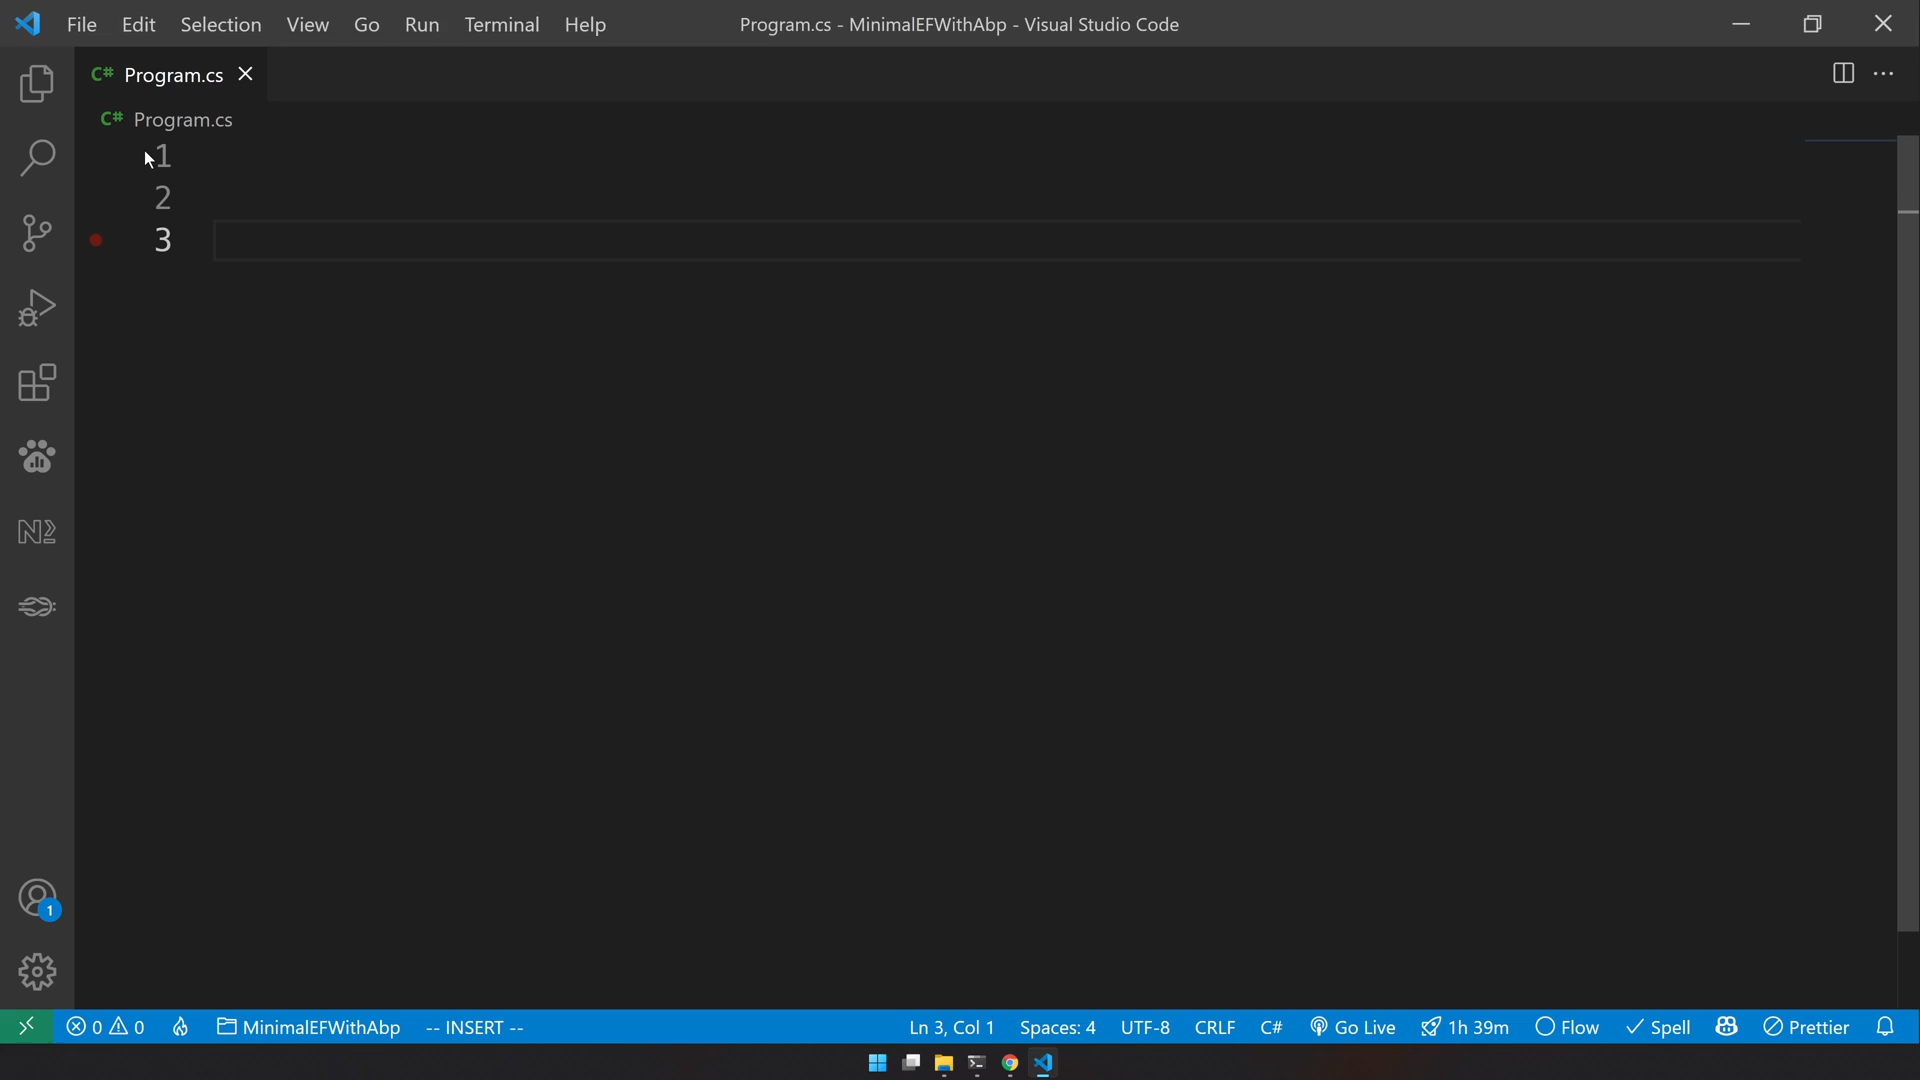 File Edit Selection View Go Run Terminal Help Program.cs - MinimalEFWithAbp - Visual Studio Code
C# Program.cs
C# Program.cs
1
2
3
1
0 0 MinimalEFWithAbp -- INSERT -- Ln 3, Col 1 Spaces: 4 UTF-8 CRLF C# Go Live 1h 39m Flow Spell Prettier